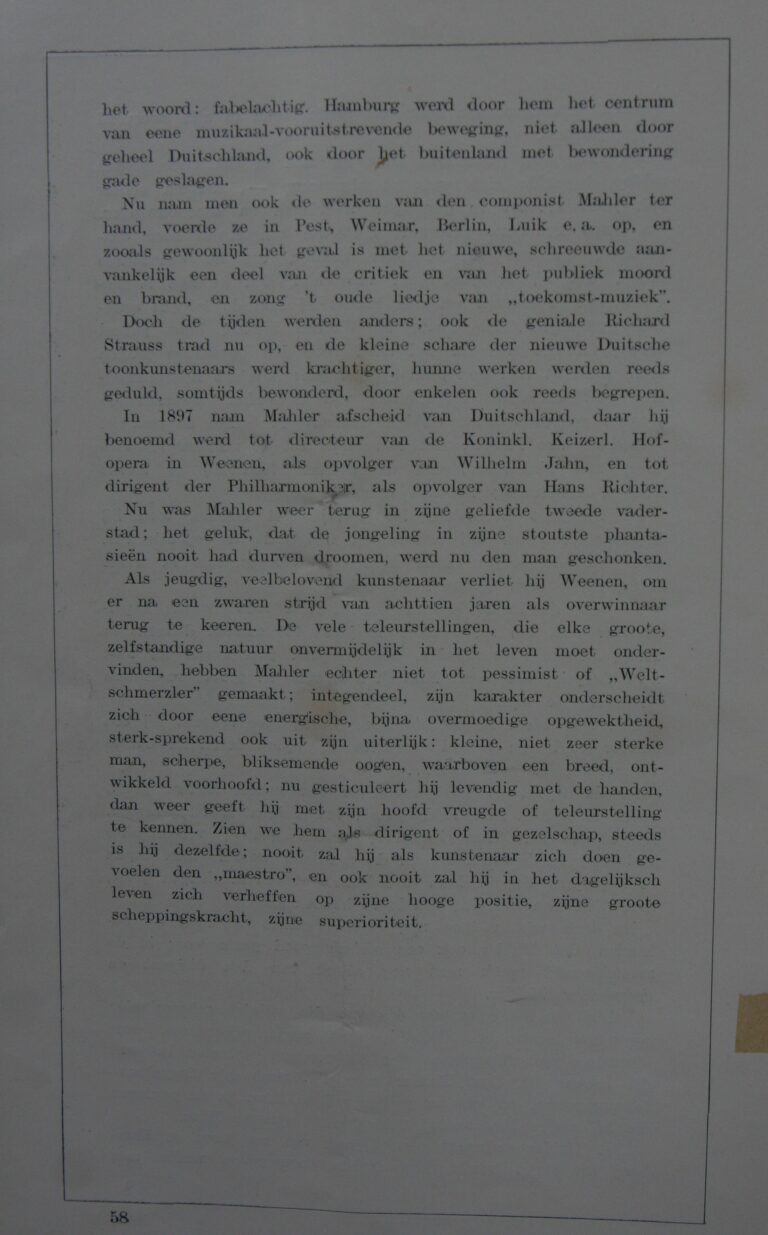 het woord: fabelachtig. Hamburg werd door hem het centrum
van eene muzikaal-vooruitstrevende beweging, niet alleen door
geheel Duitschland, ook door het buitenland met bewondering
gade geslagen.
Nu nam men ook de werken van den componist Mahler ter
hand, voerde ze in Pest, Weimar, Berlin, Luik e. a. op, en
zooals gewoonlijk het geval is met het nieuwe, schreeuwde aan-
vankelijk een deel van de critiek en van het publiek moord
en brand, en zong 't oude liedje van „toekomst-muziek”.
Doch de tijden werden anders; ook de geniale Richard
Strauss trad nu op, en de kleine schare der nieuwe Duitsche
toonkunstenaars werd krachtiger, hunne werken werden reeds
geduld, somtijds bewonderd, door enkelen ook reeds begrepen.
In 1897 nam Mahler afscheid van Duitschland, daar hij
benoemd werd tot directeur van de Koninkl. Keizerl. Hof-
opera in Weenen, als opvolger van Wilhelm Jahn, en tot
dirigent der Philharmoniker, als opvolger van Hans Richter.
Nu was Mahler weer terug in zijne geliefde tweede vader-
stad; het geluk, dat de jongeling in zijne stoutste phanta-
sieën nooit had durven droomen, werd nu den man geschonken.
Als jeugdig, veelbelovend kunstenaar verliet hij Weenen, om
er na een zwaren strijd van achttien jaren als overwinnaar
terug te keeren. De vele teleurstellingen, die elke groote,
zelfstandige natuur onvermijdelijk in het leven moet onder-
vinden, hebben Mahler echter niet tot pessimist of „Welt-
schmerzler” gemaakt; integendeel, zijn karakter onderscheidt
zich door eene energische, bijna overmoedige opgewektheid,
sterk-sprekend ook uit zijn uiterlijk: kleine, niet zeer sterke
man, scherpe, bliksemende oogen, waarboven een breed, ont-
wikkeld voorhoofd; nu gesticuleert hij levendig met de handen,
dan weer geeft hij met zijn hoofd vreugde of teleurstelling
te kennen. Zien we hem als dirigent of in gezelschap, steeds
is hij dezelfde; nooit zal hij als kunstenaar zich doen ge-
voelen den „maestro”, en ook nooit zal hij in het dagelijksch
leven zich verheffen op zijne hooge positie, zijne groote
scheppingskracht, zijne superioriteit.
58